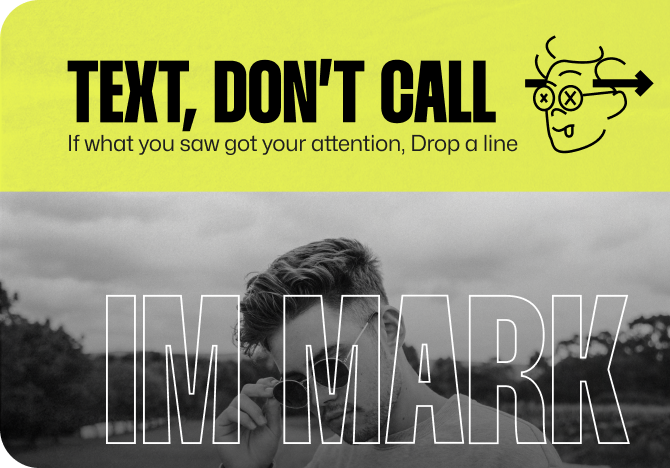 TEXT, DON'T CALL
If what you saw got your attention, Drop a line
IM MARK